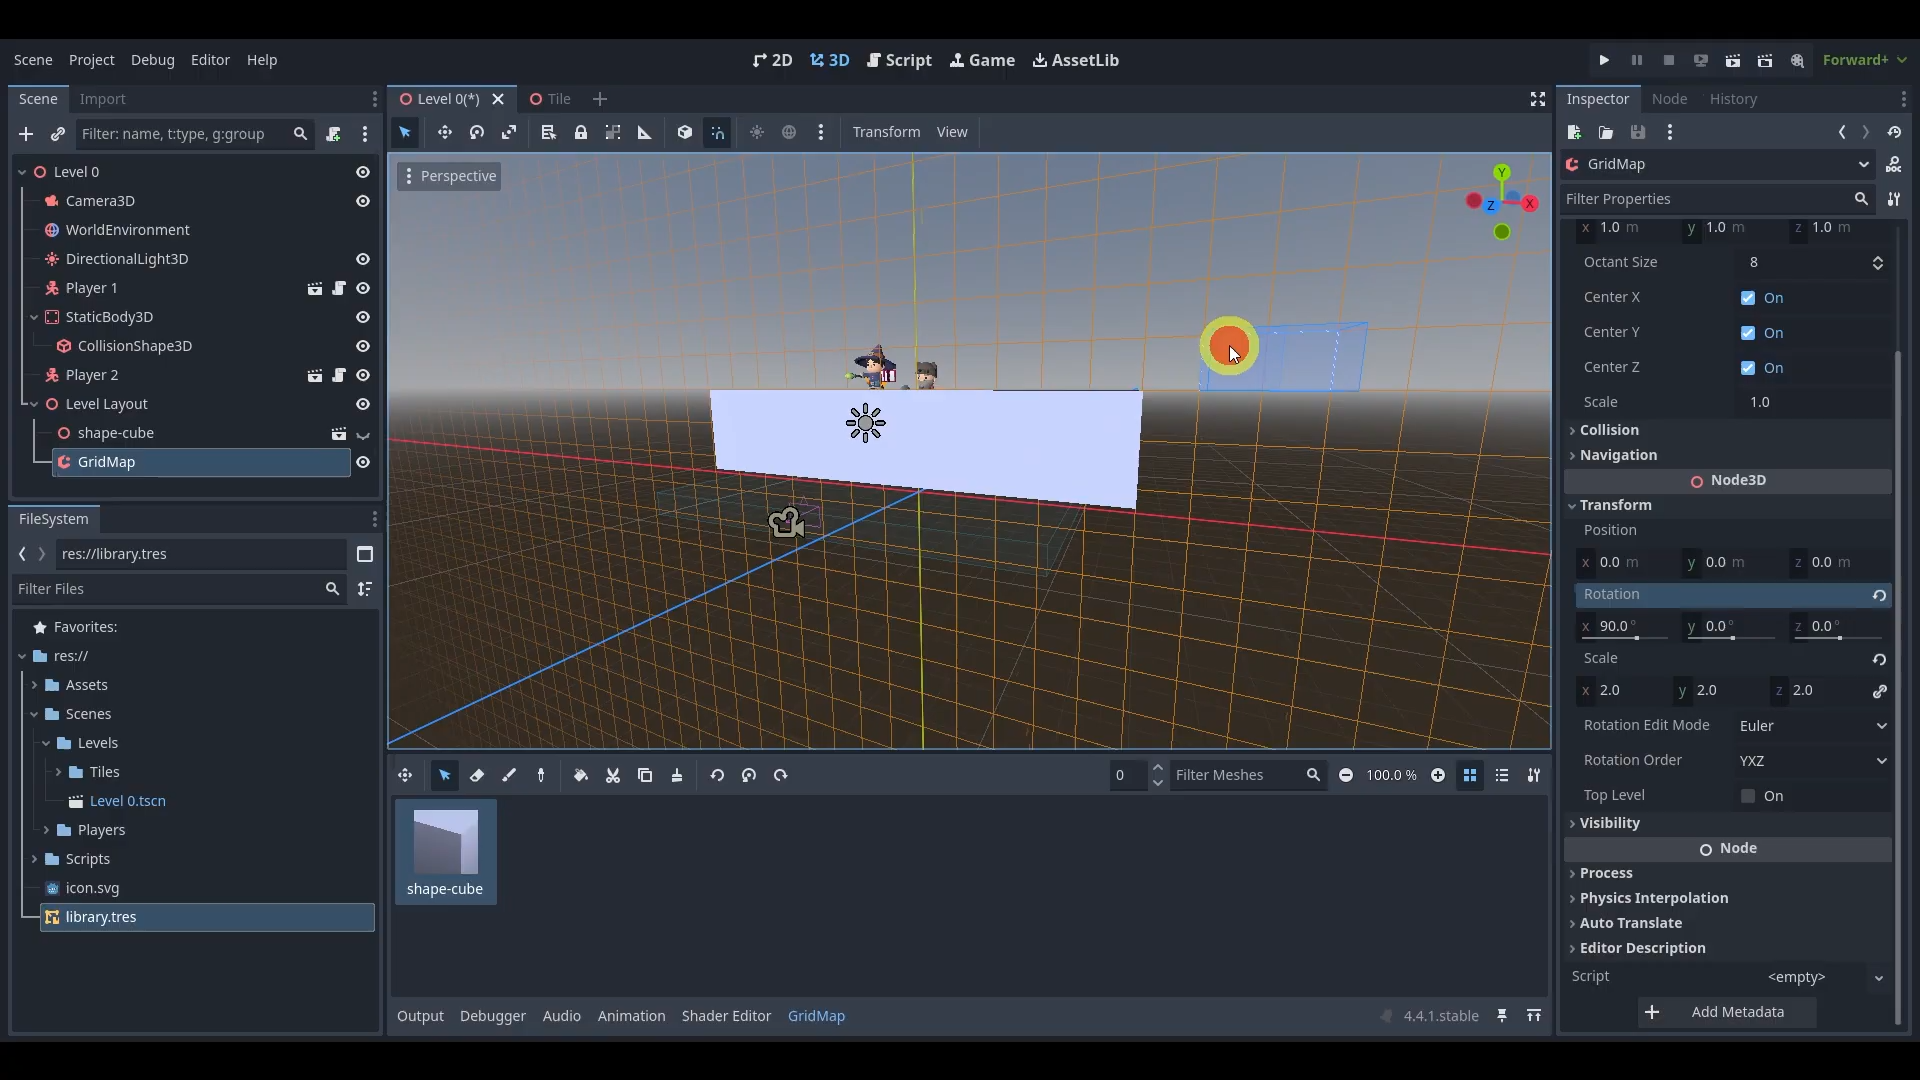 Scene Project Debug Editor Help
2D 3D Script Game AssetLib
Forward+
Scene Import
Filter: name, t:type, g:group
Level 0
Camera3D
WorldEnvironment
DirectionalLight3D
Player 1
StaticBody3D
CollisionShape3D
Player 2
Level Layout
shape-cube
GridMap
FileSystem
res://library.tres
Filter Files
Favorites:
res://
Assets
Scenes
Levels
Tiles
Level 0.tscn
Players
Scripts
icon.svg
library.tres
Level 0(*) Tile
Transform View
Perspective
Y
Z X
0 Filter Meshes 100.0 %
shape-cube
Output Debugger Audio Animation Shader Editor GridMap 4.4.1.stable
Inspector Node History
GridMap
Filter Properties
x 1.0 m y 1.0 m z 1.0 m
Octant Size 8
Center X On
Center Y On
Center Z On
Scale 1.0
Collision
Navigation
Node3D
Transform
Position
x 0.0 m y 0.0 m z 0.0 m
Rotation
x 90.0 ° y 0.0 ° z 0.0 °
Scale
x 2.0 y 2.0 z 2.0
Rotation Edit Mode Euler
Rotation Order YXZ
Top Level On
Visibility
Node
Process
Physics Interpolation
Auto Translate
Editor Description
Script <empty>
Add Metadata